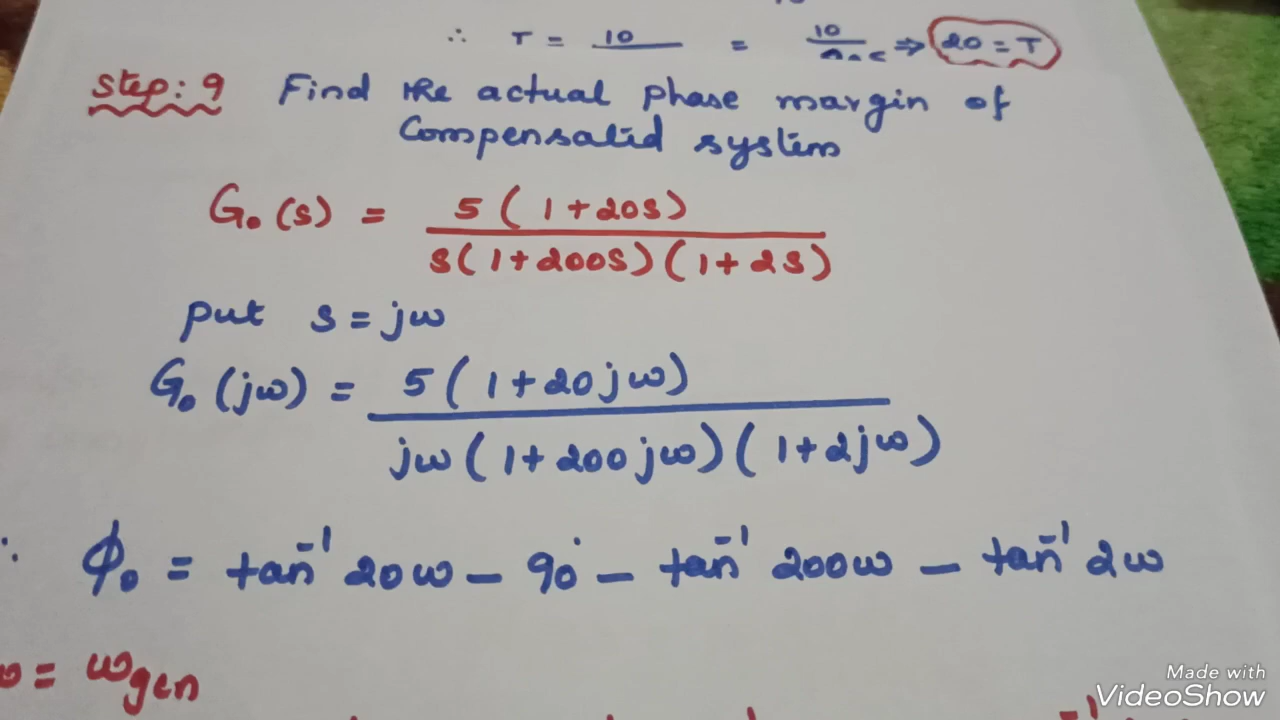 ∴ T = 10 = 10 ⇒ 20 = T
Step: 9 Find the actual phase margin of
Compensated system
G₀(s) = 5(1+20s)
s(1+200s)(1+2s)
put s = jω
G₀(jω) = 5(1+20jω)
jω(1+200jω)(1+2jω)
∴ ϕ₀ = tan⁻¹ 20ω − 90° − tan⁻¹ 200ω − tan⁻¹ 2ω
ω = ωgcn
Made with
VideoShow